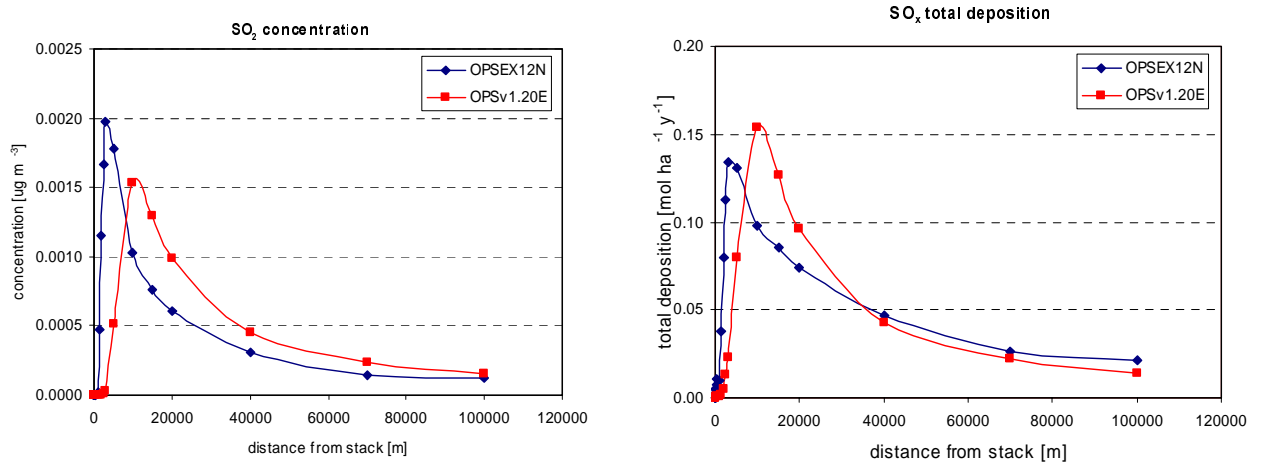 SO2 concentration
0.0025
0.0020
0.0015
0.0010
0.0005
0.0000
concentration [ug m -3]
OPSEX12N
OPSv1.20E
0 20000 40000 60000 80000 100000 120000
distance from stack [m]
SOx total deposition
0.20
0.15
0.10
0.05
0.00
total deposition [mol ha -1 y-1]
OPSEX12N
OPSv1.20E
0 20000 40000 60000 80000 100000 120000
distance from stack [m]